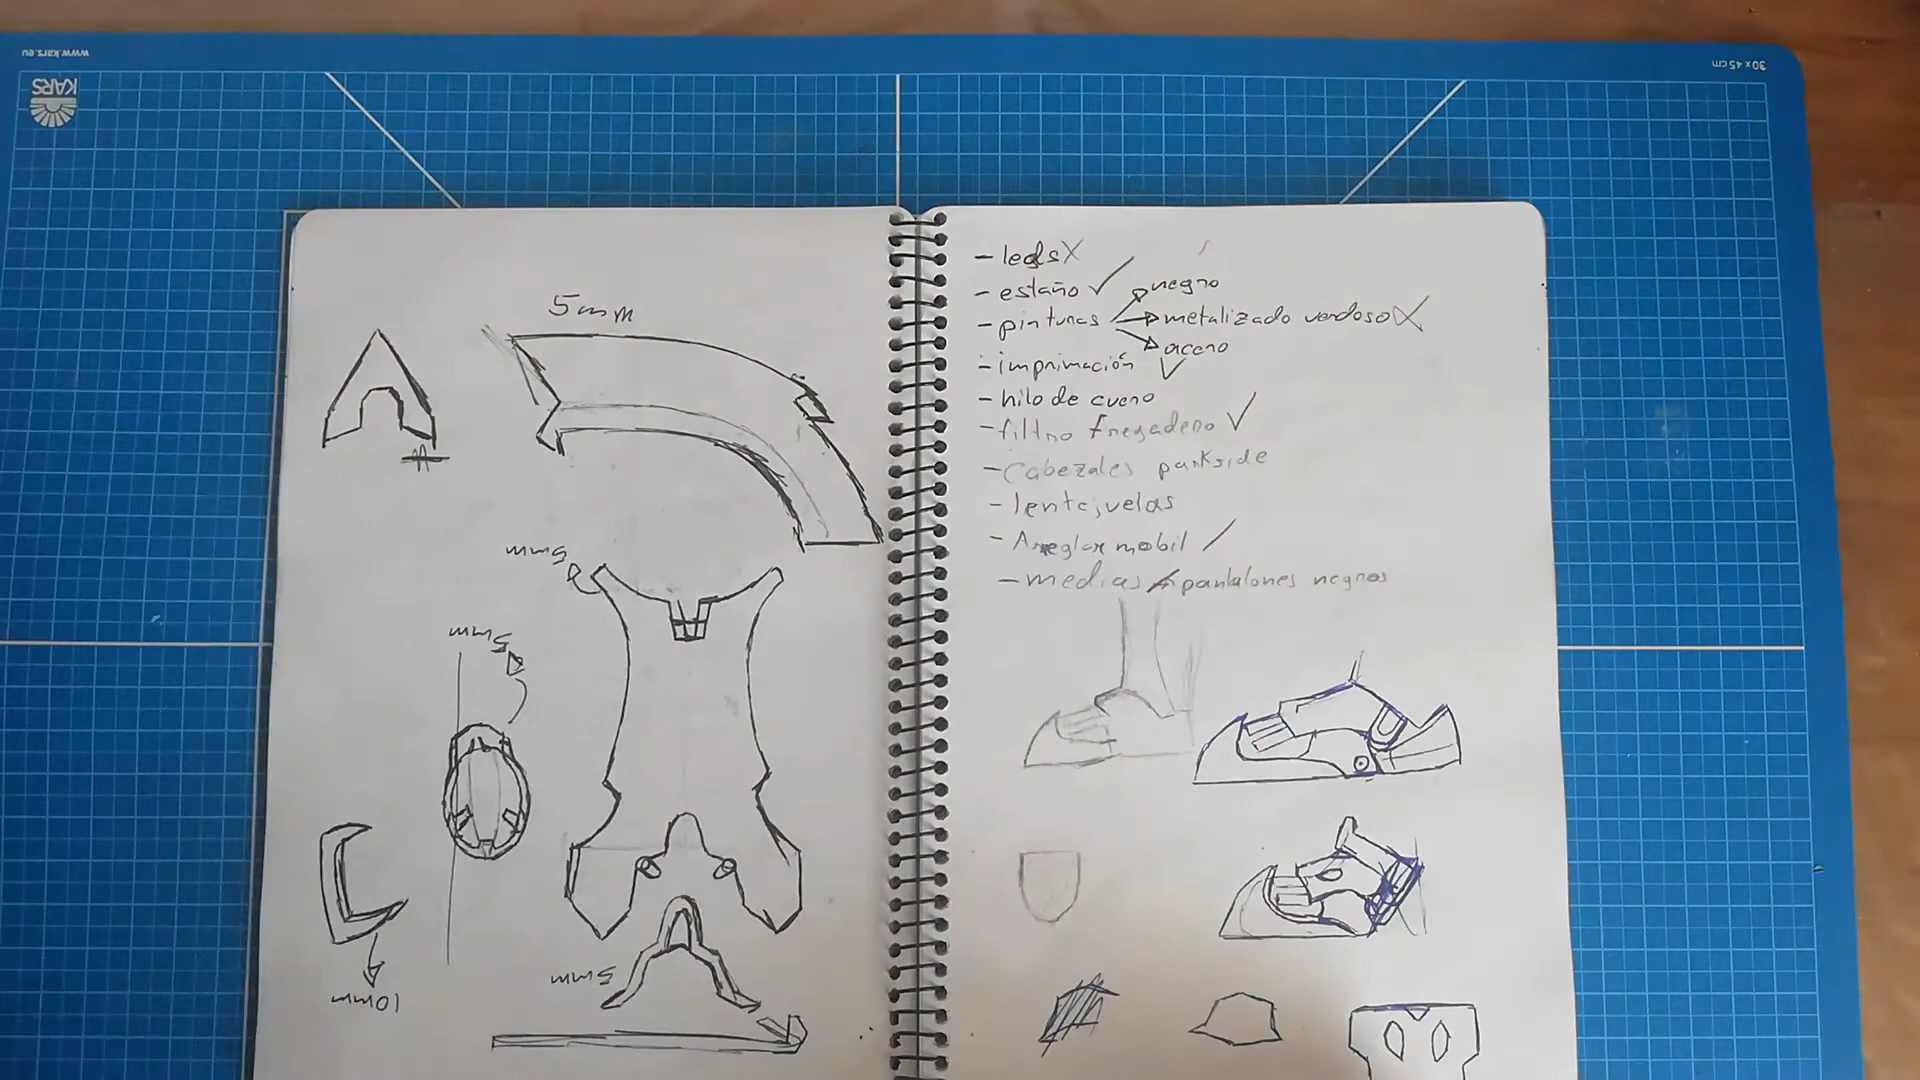 www.kars.eu
KARS
30 x 45 cm
5mm
5mm
5mm
5mm
10mm
- leds X
- estaño ✓
- pinturas negro
metalizado verdoso X
acero
- imprimación ✓
- hilo de cuero
- filtro fregadero ✓
- Cabezales parkside
- lentejuelas
- Arreglar mobil /
- medias pantalones negros